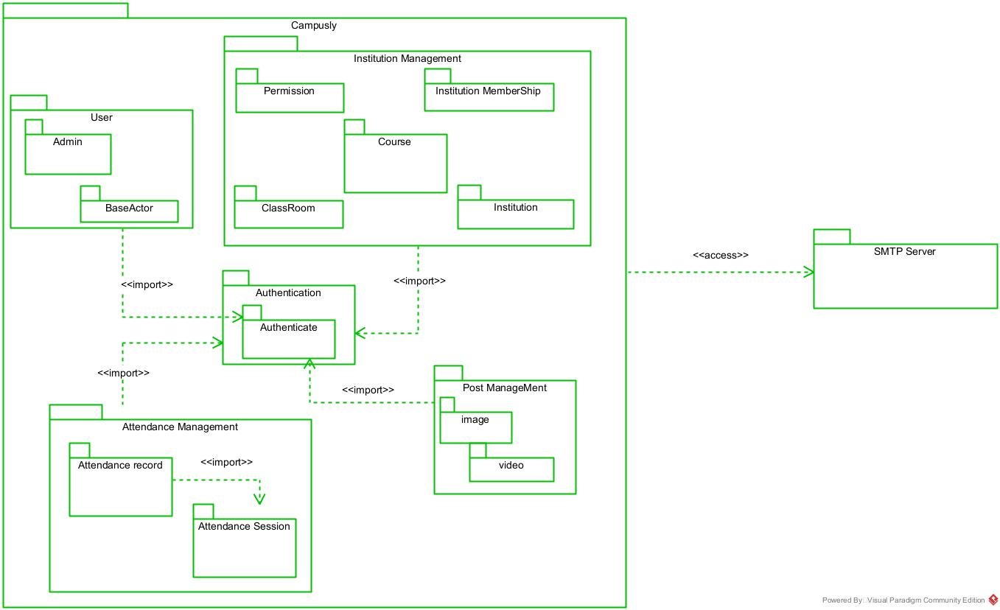 Campusly
Institution Management
Permission
Institution MemberShip
User
Admin
Course
BaseActor
ClassRoom
Institution
<<access>>
SMTP Server
<<import>>
<<import>>
Authentication
Authenticate
<<import>>
<<import>>
Post ManageMent
image
video
Attendance Management
Attendance record
<<import>>
Attendance Session
Powered By Visual Paradigm Community Edition